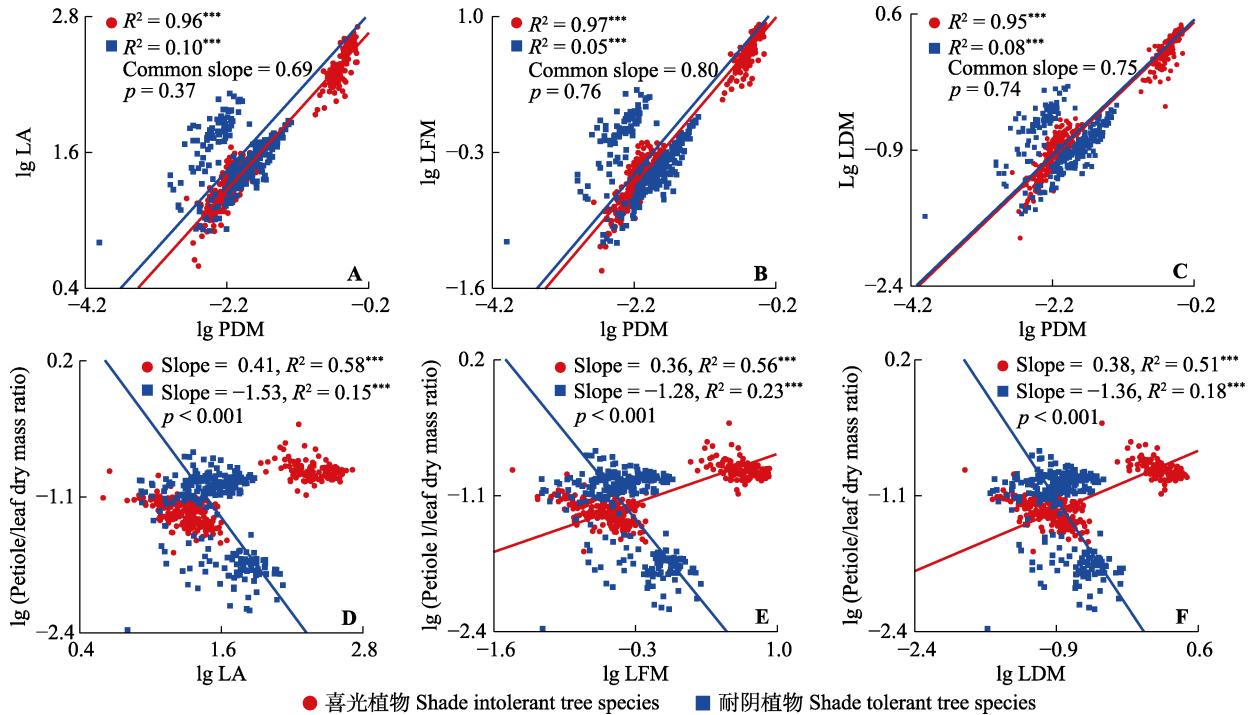 2.8
R² = 0.96***
R² = 0.10***
Common slope = 0.69
p = 0.37
lg LA
1.6
0.4
A
−4.2
−2.2
−0.2
lg PDM
1.0
R² = 0.97***
R² = 0.05***
Common slope = 0.80
p = 0.76
lg LFM
−0.3
−1.6
B
−4.2
−2.2
−0.2
lg PDM
0.6
R² = 0.95***
R² = 0.08***
Common slope = 0.75
p = 0.74
Lg LDM
−0.9
−2.4
C
−4.2
−2.2
−0.2
lg PDM
0.2
Slope = 0.41, R² = 0.58***
Slope = −1.53, R² = 0.15***
p < 0.001
lg (Petiole/leaf dry mass ratio)
−1.1
−2.4
D
0.4
1.6
2.8
lg LA
0.2
Slope = 0.36, R² = 0.56***
Slope = −1.28, R² = 0.23***
p < 0.001
lg (Petiole l/leaf dry mass ratio)
−1.1
−2.4
E
−1.6
−0.3
1.0
lg LFM
0.2
Slope = 0.38, R² = 0.51***
Slope = −1.36, R² = 0.18***
p < 0.001
lg (Petiole/leaf dry mass ratio)
−1.1
−2.4
F
−2.4
−0.9
0.6
lg LDM
喜光植物 Shade intolerant tree species
耐阴植物 Shade tolerant tree species